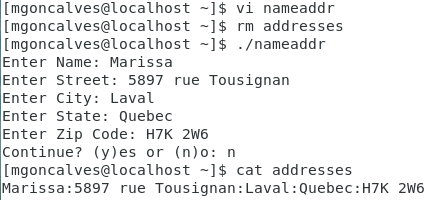 [mgoncalves@localhost ~]$ vi nameaddr
[mgoncalves@localhost ~]$ rm addresses
[mgoncalves@localhost ~]$ ./nameaddr
Enter Name: Marissa
Enter Street: 5897 rue Tousignan
Enter City: Laval
Enter State: Quebec
Enter Zip Code: H7K 2W6
Continue? (y)es or (n)o: n
[mgoncalves@localhost ~]$ cat addresses
Marissa:5897 rue Tousignan:Laval:Quebec:H7K 2W6